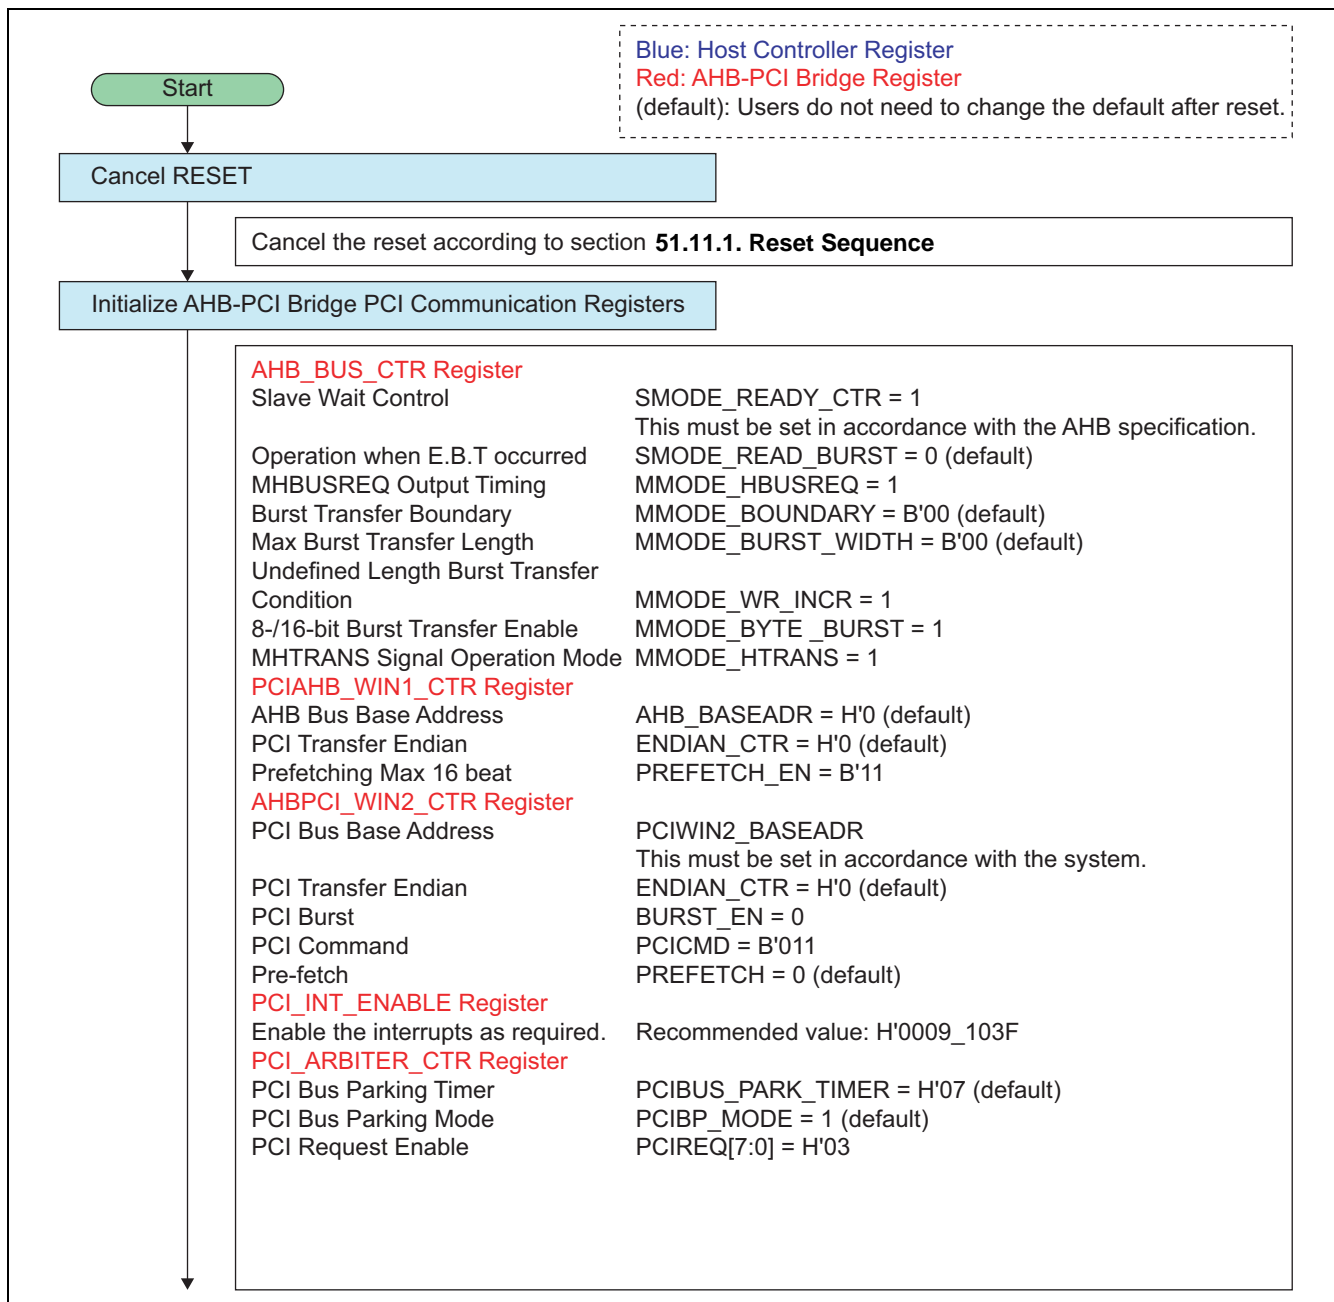 Blue: Host Controller Register
Red: AHB-PCI Bridge Register
(default): Users do not need to change the default after reset.
Start
Cancel RESET
Cancel the reset according to section 51.11.1. Reset Sequence
Initialize AHB-PCI Bridge PCI Communication Registers
AHB_BUS_CTR Register
Slave Wait Control SMODE_READY_CTR = 1
This must be set in accordance with the AHB specification.
Operation when E.B.T occurred SMODE_READ_BURST = 0 (default)
MHBUSREQ Output Timing MMODE_HBUSREQ = 1
Burst Transfer Boundary MMODE_BOUNDARY = B'00 (default)
Max Burst Transfer Length MMODE_BURST_WIDTH = B'00 (default)
Undefined Length Burst Transfer
Condition MMODE_WR_INCR = 1
8-/16-bit Burst Transfer Enable MMODE_BYTE _BURST = 1
MHTRANS Signal Operation Mode MMODE_HTRANS = 1
PCIAHB_WIN1_CTR Register
AHB Bus Base Address AHB_BASEADR = H'0 (default)
PCI Transfer Endian ENDIAN_CTR = H'0 (default)
Prefetching Max 16 beat PREFETCH_EN = B'11
AHBPCI_WIN2_CTR Register
PCI Bus Base Address PCIWIN2_BASEADR
This must be set in accordance with the system.
PCI Transfer Endian ENDIAN_CTR = H'0 (default)
PCI Burst BURST_EN = 0
PCI Command PCICMD = B'011
Pre-fetch PREFETCH = 0 (default)
PCI_INT_ENABLE Register
Enable the interrupts as required. Recommended value: H'0009_103F
PCI_ARBITER_CTR Register
PCI Bus Parking Timer PCIBUS_PARK_TIMER = H'07 (default)
PCI Bus Parking Mode PCIBP_MODE = 1 (default)
PCI Request Enable PCIREQ[7:0] = H'03